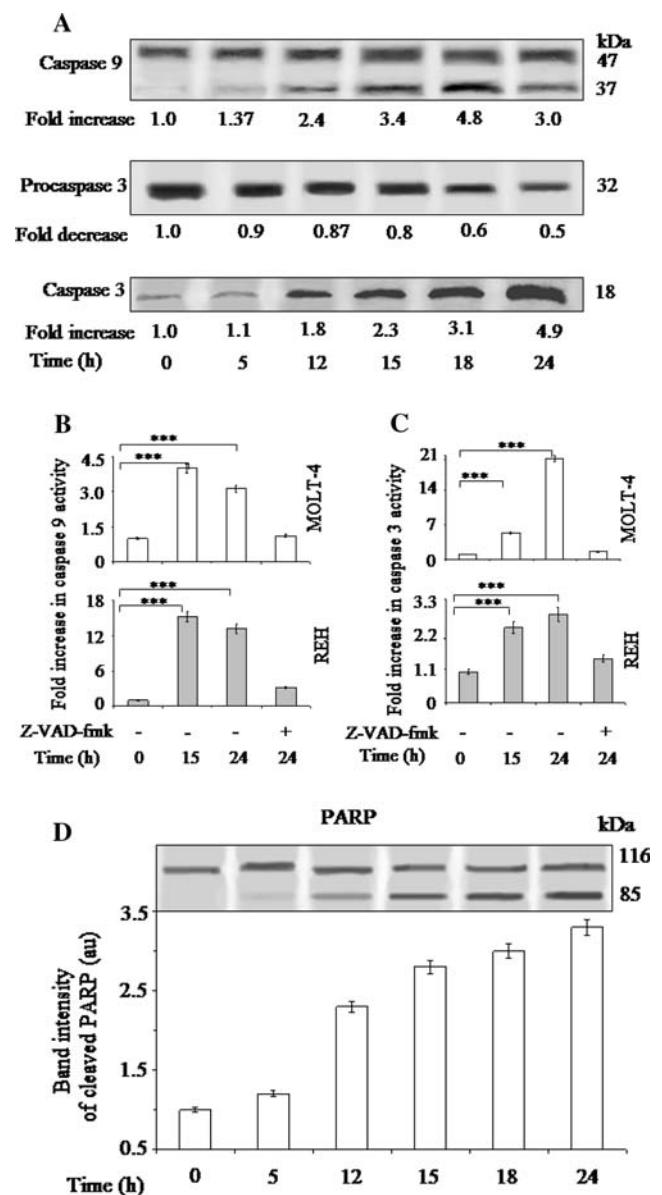 A
kDa
Caspase 9
47
37
Fold increase 1.0 1.37 2.4 3.4 4.8 3.0
Procaspase 3
32
Fold decrease 1.0 0.9 0.87 0.8 0.6 0.5
Caspase 3
18
Fold increase 1.0 1.1 1.8 2.3 3.1 4.9
Time (h) 0 5 12 15 18 24
B
***
***
4.5
3.0
1.5
0
MOLT-4
Fold increase in caspase 9 activity
***
***
18
12
6
0
REH
Z-VAD-fmk - - - +
Time (h) 0 15 24 24
C
***
***
21
14
7
0
MOLT-4
Fold increase in caspase 3 activity
***
***
3.3
2.2
1.1
0
REH
Z-VAD-fmk - - - +
Time (h) 0 15 24 24
D
PARP
kDa
116
85
3.5
2.5
1.5
0.5
Band intensity
of cleaved PARP (au)
Time (h) 0 5 12 15 18 24